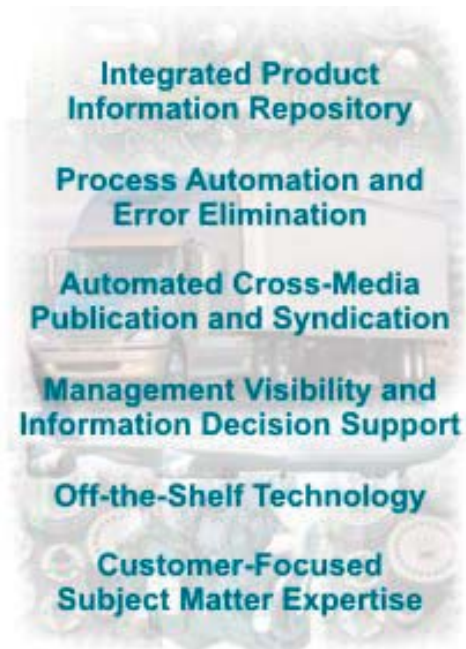 Integrated Product
Information Repository
Process Automation and
Error Elimination
Automated Cross-Media
Publication and Syndication
Management Visibility and
Information Decision Support
Off-the-Shelf Technology
Customer-Focused
Subject Matter Expertise